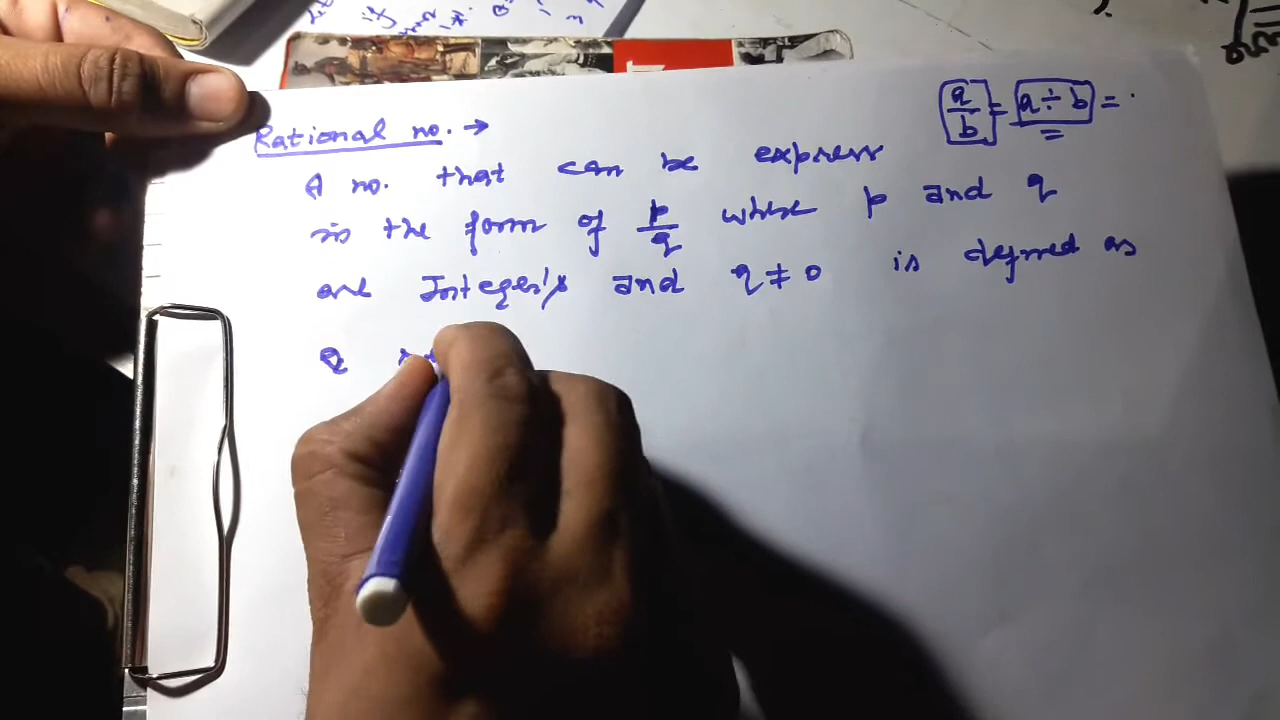 Rational no. →
a/b = a ÷ b =
A no. that can be express
in the form of p/q where p and q
are Integer's and q ≠ 0 is defined as